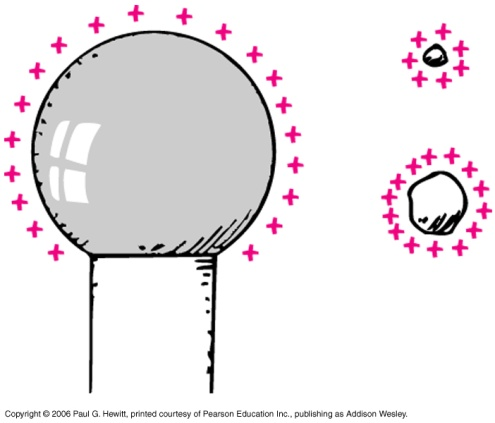 Copyright © 2006 Paul G. Hewitt, printed courtesy of Pearson Education Inc., publishing as Addison Wesley.